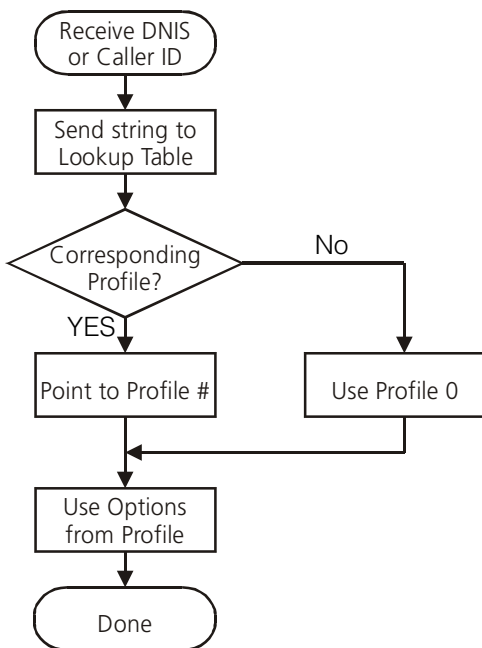 Receive DNIS
or Caller ID
Send string to
Lookup Table
Corresponding
Profile?
No
YES
Point to Profile #
Use Profile 0
Use Options
from Profile
Done